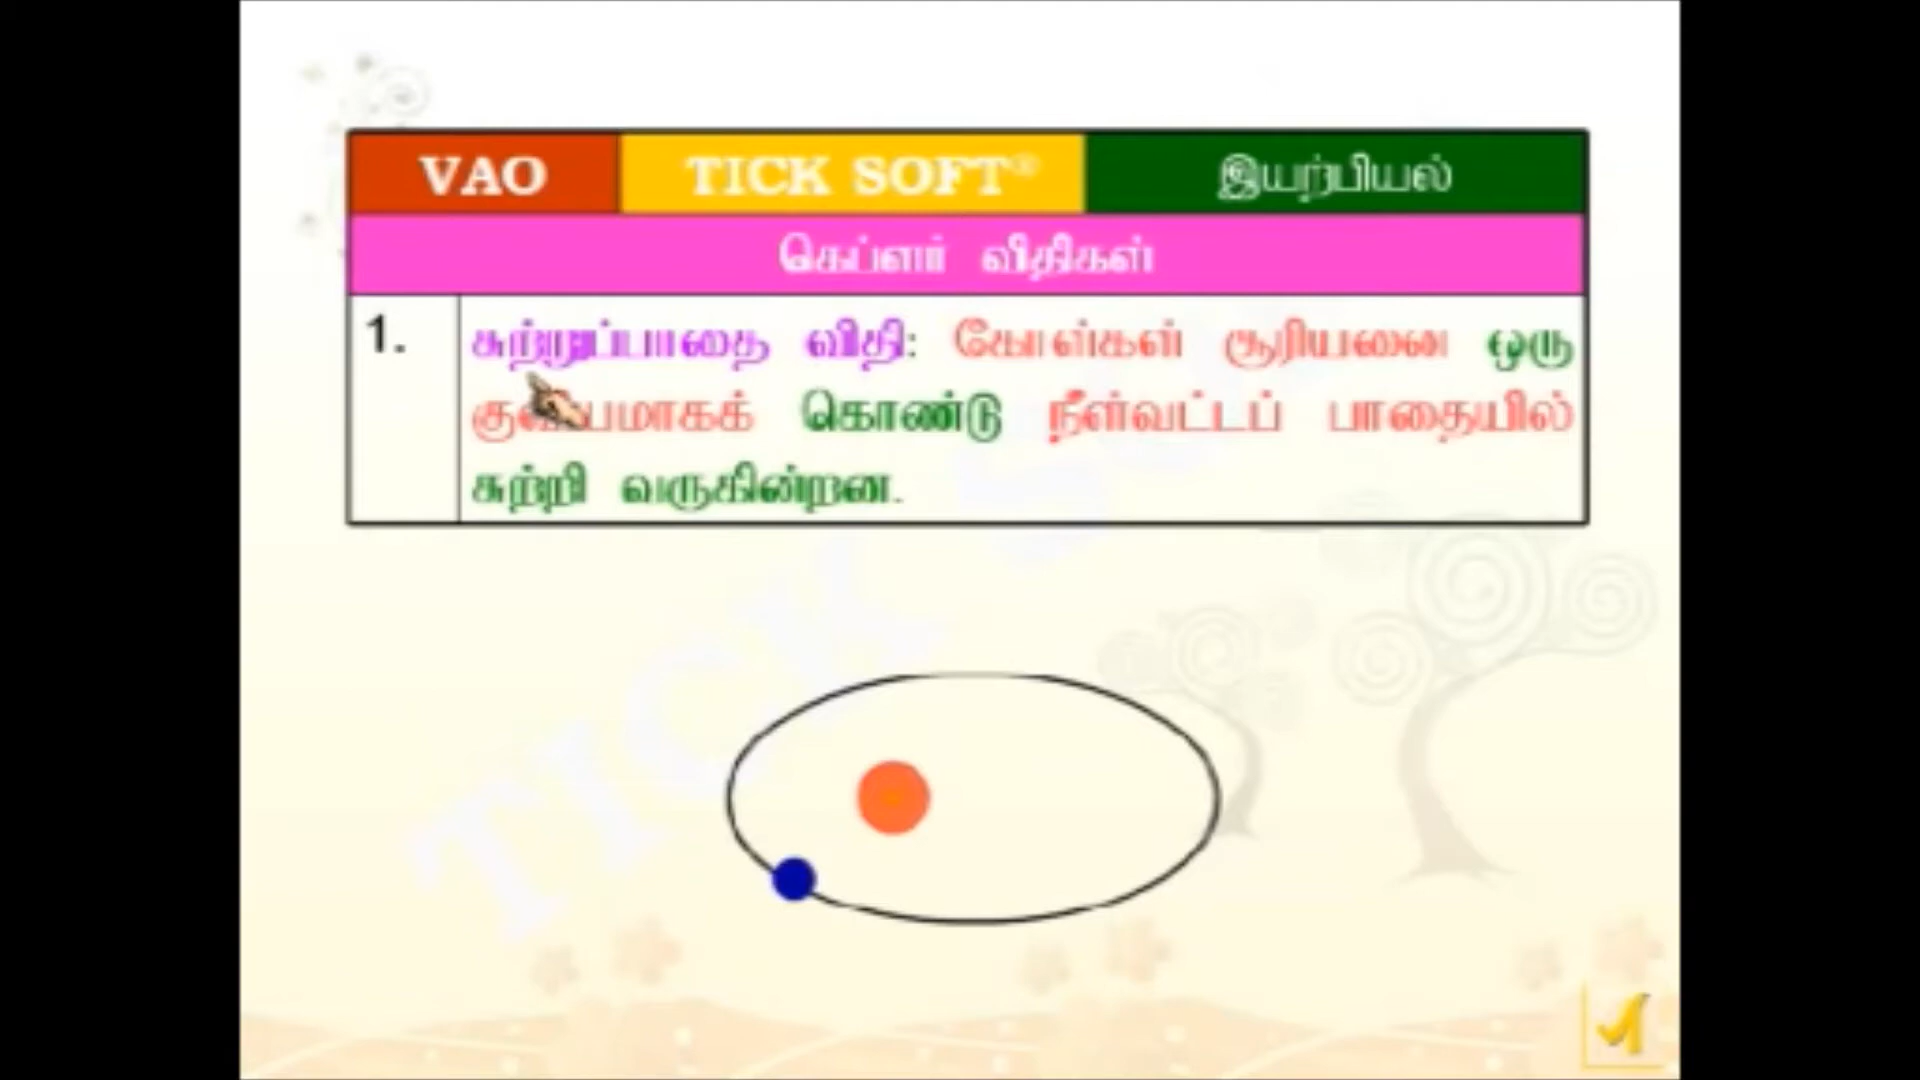 VAO TICK SOFT® இயற்பியல்
கெப்ளர் விதிகள்
1. சுற்றுப்பாதை விதி: கோள்கள் சூரியனை ஒரு
குவியமாகக் கொண்டு நீள்வட்டப் பாதையில்
சுற்றி வருகின்றன.